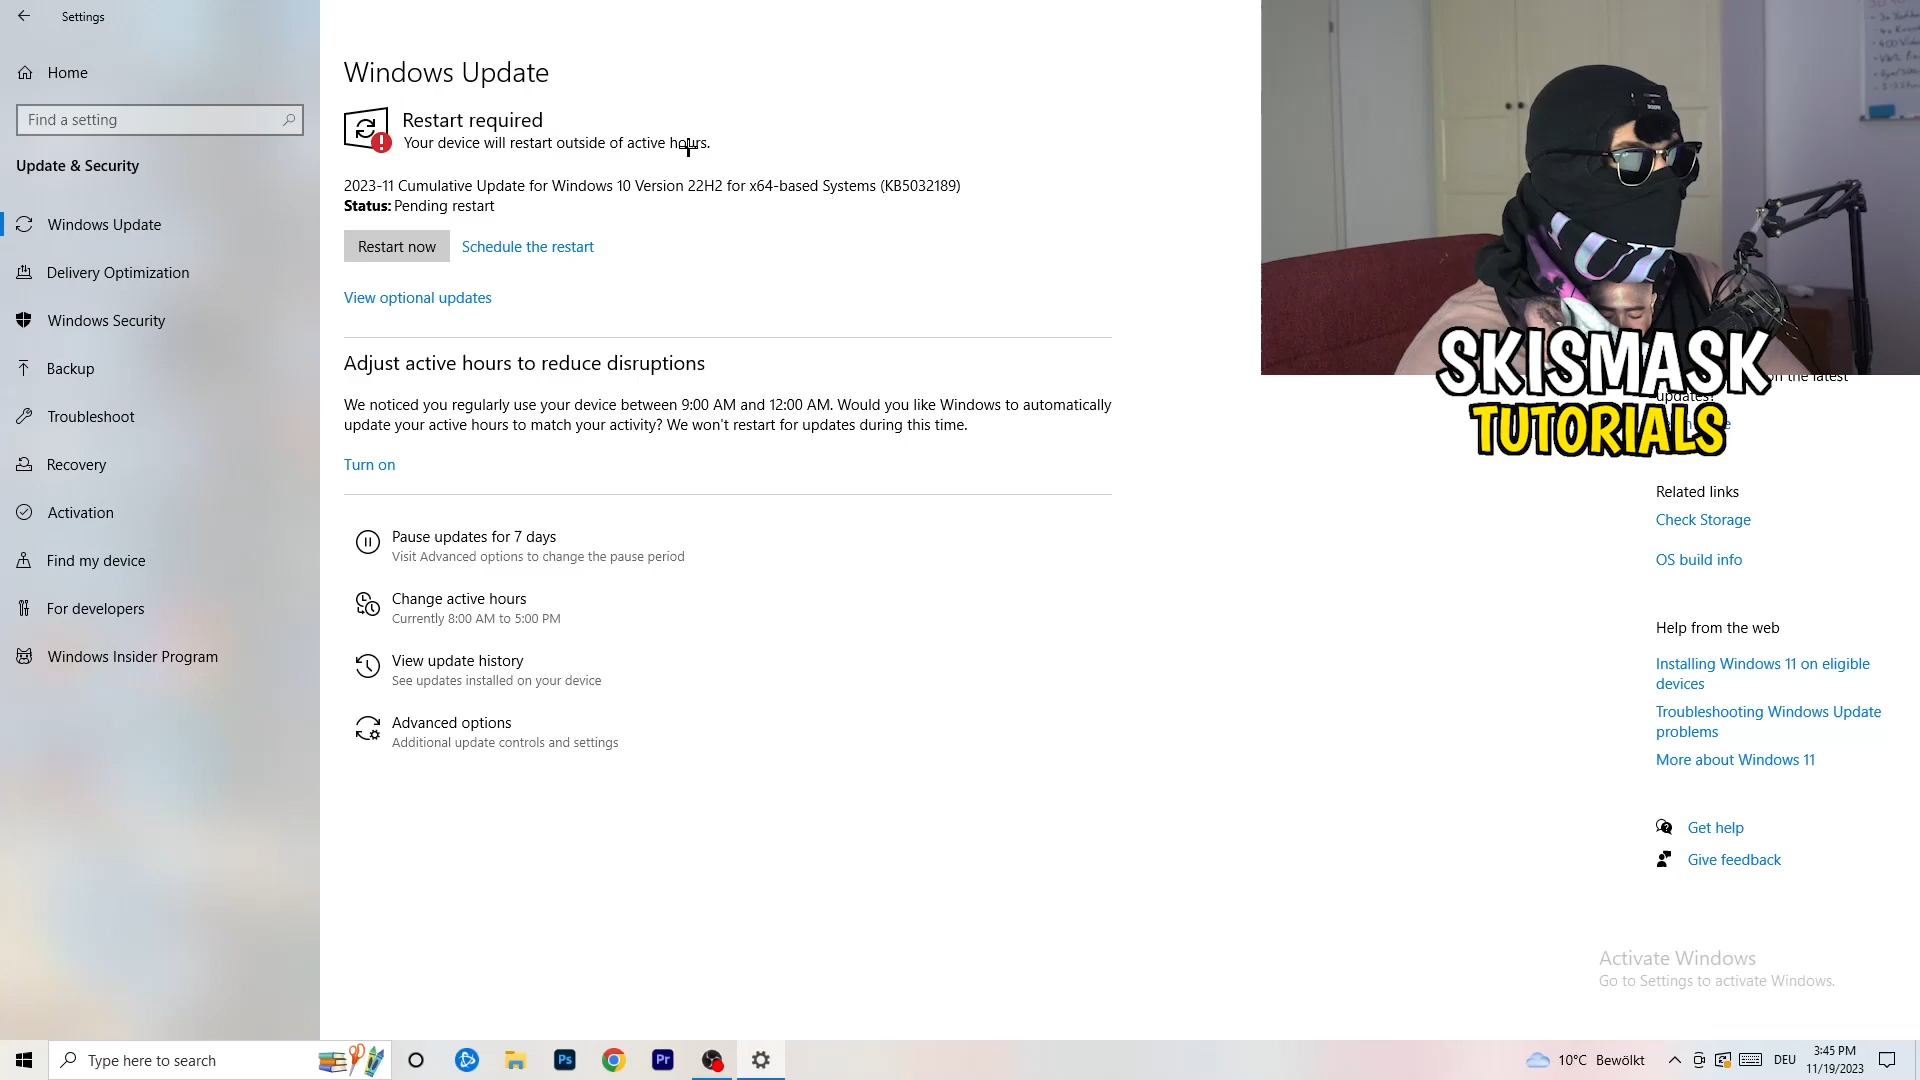 Settings
Home
Find a setting
Update & Security
Windows Update
Delivery Optimization
Windows Security
Backup
Troubleshoot
Recovery
Activation
Find my device
For developers
Windows Insider Program
Windows Update
Restart required
Your device will restart outside of active hours.
2023-11 Cumulative Update for Windows 10 Version 22H2 for x64-based Systems (KB5032189)
Status: Pending restart
Restart now
Schedule the restart
View optional updates
Adjust active hours to reduce disruptions
We noticed you regularly use your device between 9:00 AM and 12:00 AM. Would you like Windows to automatically
update your active hours to match your activity? We won't restart for updates during this time.
Turn on
Pause updates for 7 days
Visit Advanced options to change the pause period
Change active hours
Currently 8:00 AM to 5:00 PM
View update history
See updates installed on your device
Advanced options
Additional update controls and settings
SKISMASK
TUTORIALS
on the latest
updates?
Related links
Check Storage
OS build info
Help from the web
Installing Windows 11 on eligible
devices
Troubleshooting Windows Update
problems
More about Windows 11
Get help
Give feedback
Activate Windows
Go to Settings to activate Windows.
Type here to search
Ps
Pr
10°C Bewölkt
DEU
3:45 PM
11/19/2023